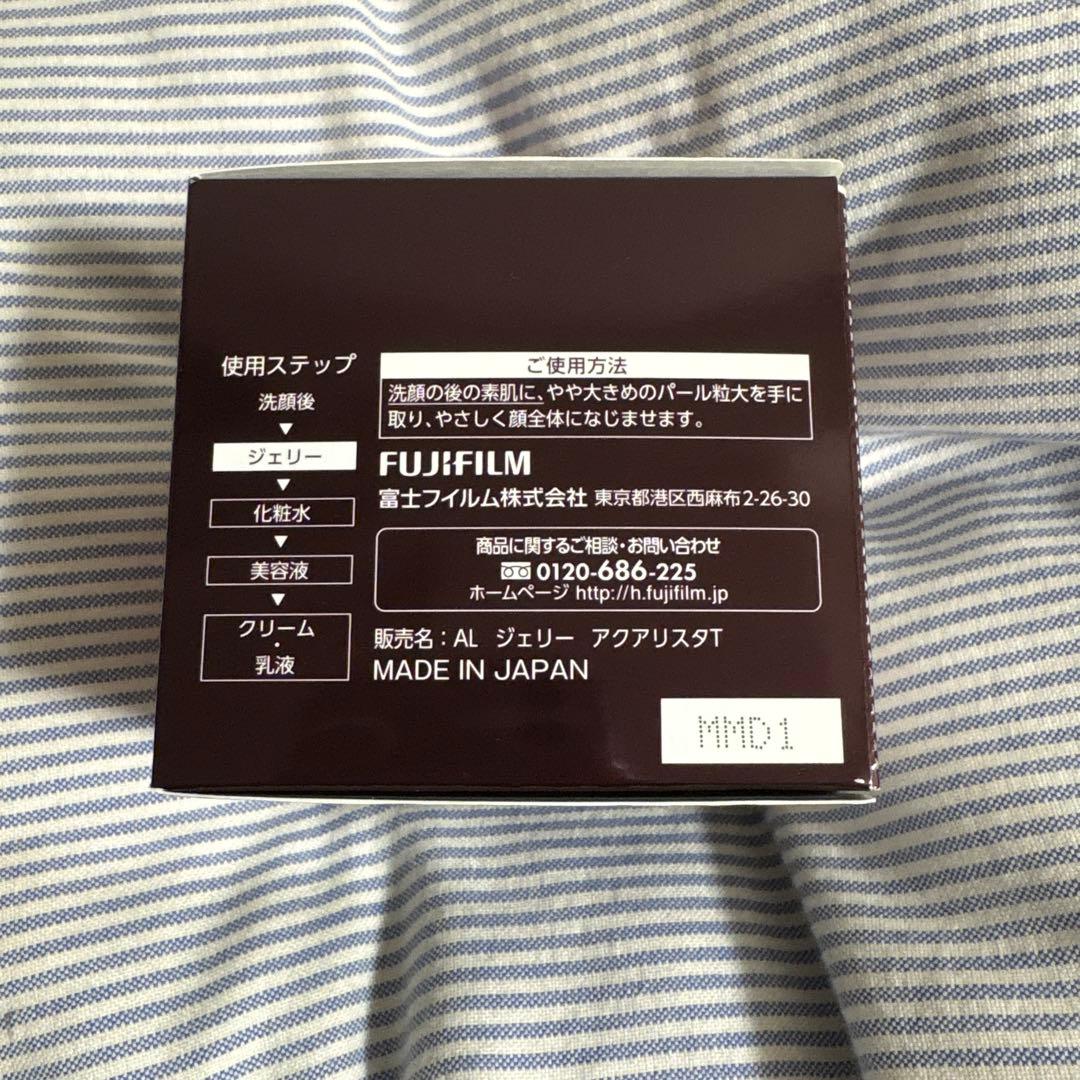 使用ステップ
洗顔後
▼
ジェリー
▼
化粧水
▼
美容液
▼
クリーム
・
乳液
ご使用方法
洗顔の後の素肌に、やや大きめのパール粒大を手に
取り、やさしく顔全体になじませます。
FUJIFILM
富士フイルム株式会社 東京都港区西麻布2-26-30
商品に関するご相談・お問い合わせ
0120-686-225
ホームページ http://h.fujifilm.jp
販売名：AL ジェリー アクアリスタT
MADE IN JAPAN
MMD1